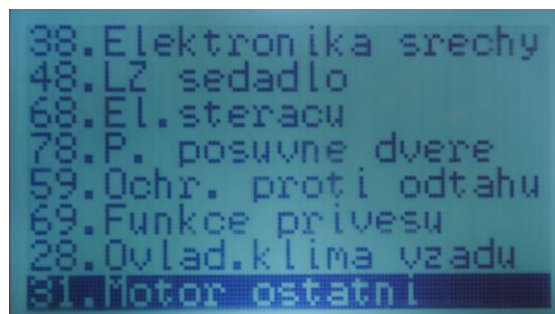 38.Elektronika srechy
48.LZ sedadlo
68.El.steracu
78.P. posuvne dvere
59.Ochr. proti odtahu
69.Funkce privesu
28.Ovlad.klima vzadu
31.Motor ostatni